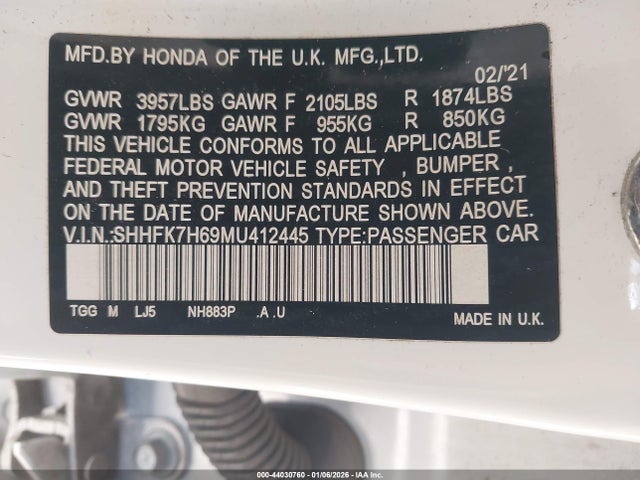 MFD.BY HONDA OF THE U.K. MFG.,LTD.
02/'21
GVWR 3957LBS GAWR F 2105LBS R 1874LBS
GVWR 1795KG GAWR F 955KG R 850KG
THIS VEHICLE CONFORMS TO ALL APPLICABLE
FEDERAL MOTOR VEHICLE SAFETY , BUMPER ,
AND THEFT PREVENTION STANDARDS IN EFFECT
ON THE DATE OF MANUFACTURE SHOWN ABOVE.
V.I.N.:SHHFK7H69MU412445 TYPE:PASSENGER CAR
TGG M LJ5 NH883P .A .U
MADE IN U.K.
000-44030760 - 01/06/2026 - IAA Inc.